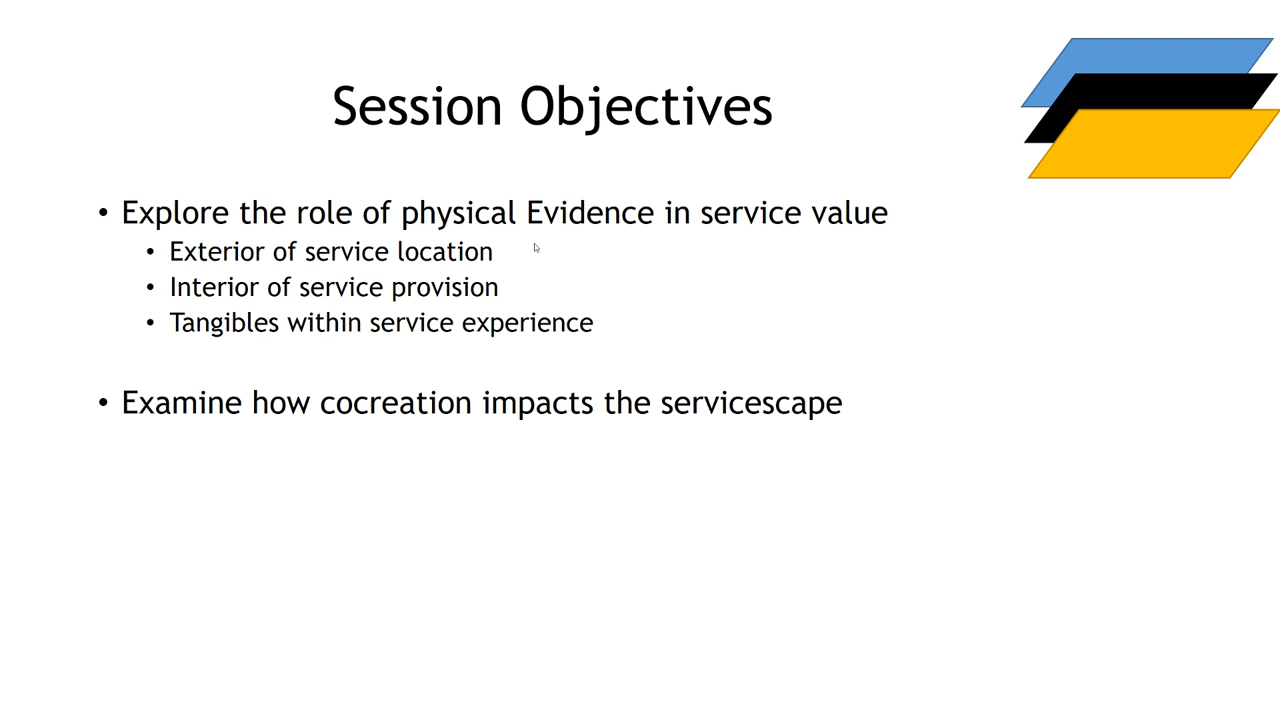 Session Objectives
• Explore the role of physical Evidence in service value
• Exterior of service location
• Interior of service provision
• Tangibles within service experience
• Examine how cocreation impacts the servicescape